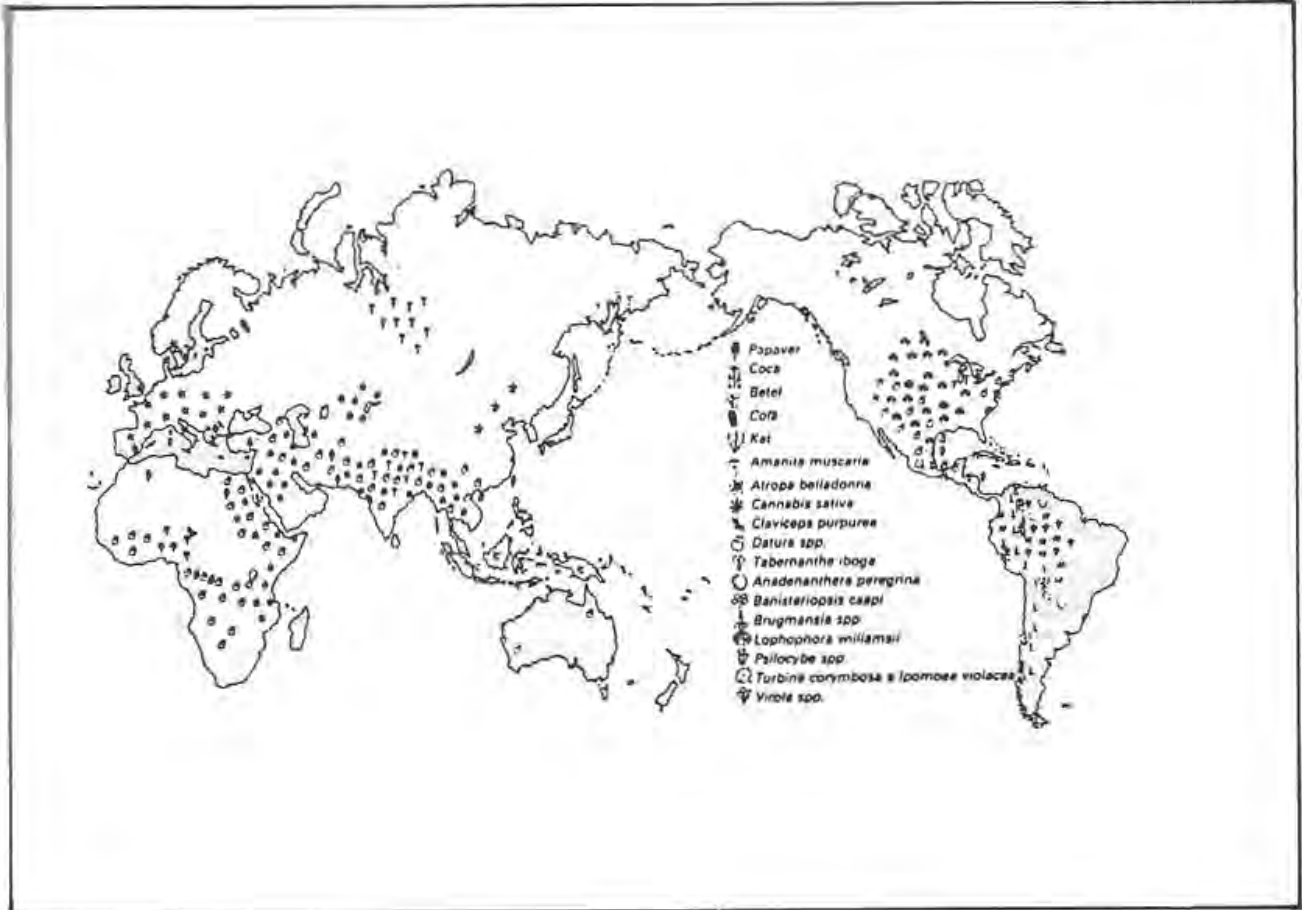 Papaver
Coca
Betel
Cola
Kat
Amanita muscaria
Atropa belladonna
Cannabis sativa
Claviceps purpurea
Datura spp.
Tabernanthe iboga
Anadenanthera peregrina
Banisteriopsis caapi
Brugmansia spp
Lophophora williamsii
Psilocybe spp.
Turbina corymbosa e Ipomoea violacea
Virola spp.